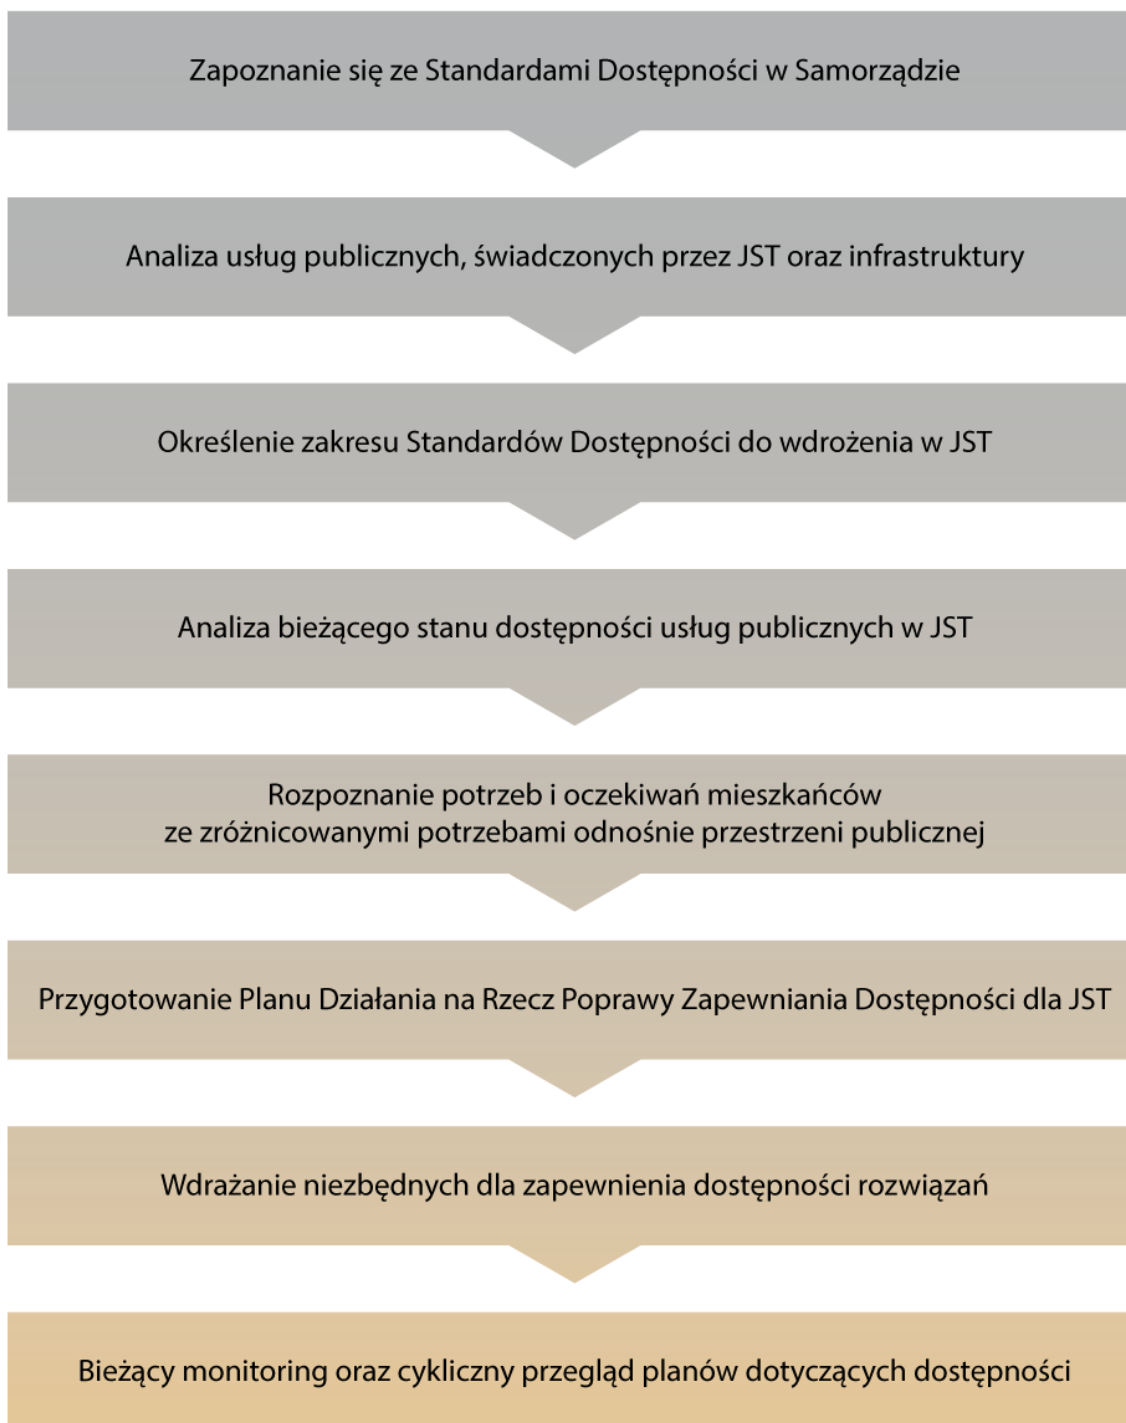 Zapoznanie się ze Standardami Dostępności w Samorządzie
Analiza usług publicznych, świadczonych przez JST oraz infrastruktury
Określenie zakresu Standardów Dostępności do wdrożenia w JST
Analiza bieżącego stanu dostępności usług publicznych w JST
Rozpoznanie potrzeb i oczekiwań mieszkańców
ze zróżnicowanymi potrzebami odnośnie przestrzeni publicznej
Przygotowanie Planu Działania na Rzecz Poprawy Zapewniania Dostępności dla JST
Wdrażanie niezbędnych dla zapewnienia dostępności rozwiązań
Bieżący monitoring oraz cykliczny przegląd planów dotyczących dostępności